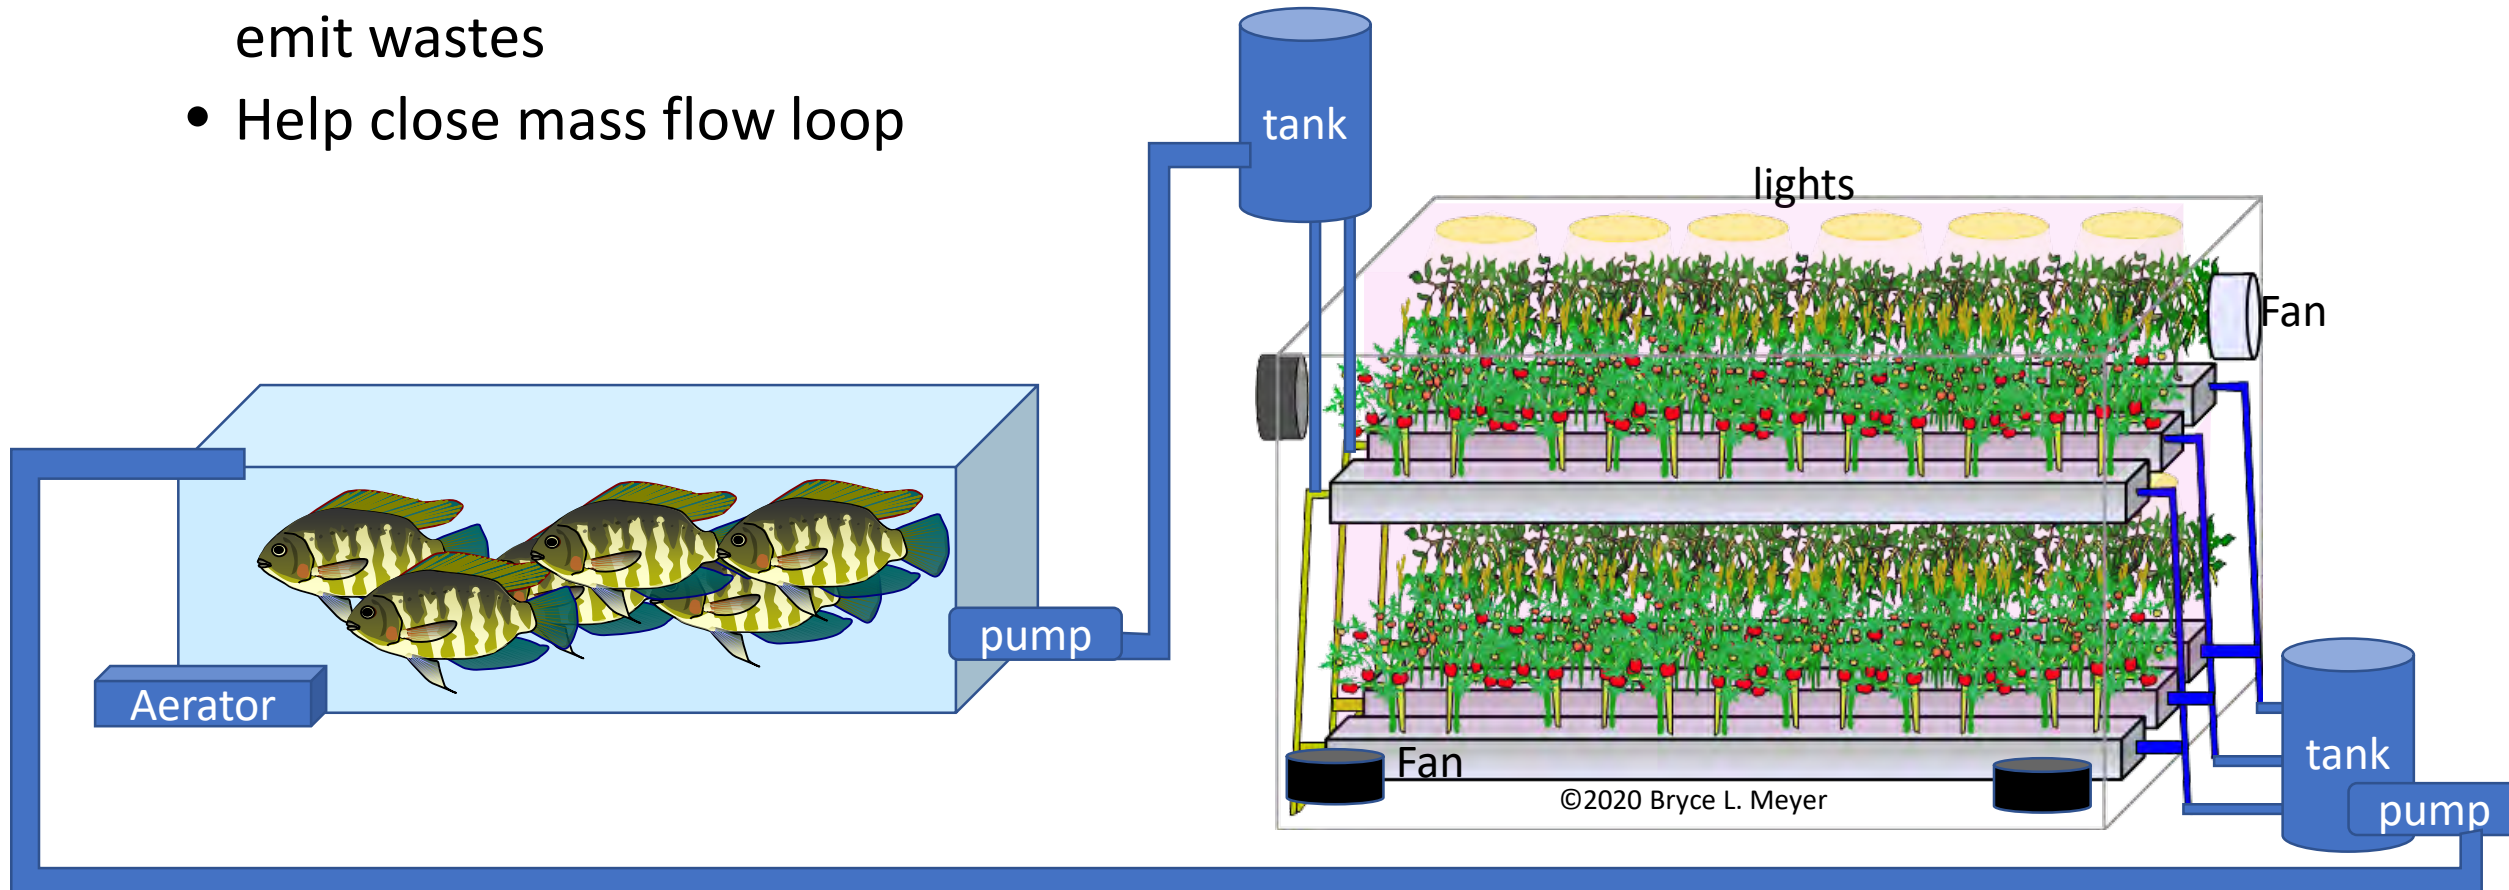 emit wastes
• Help close mass flow loop
tank
lights
Fan
pump
Aerator
Fan
tank
pump
©2020 Bryce L. Meyer